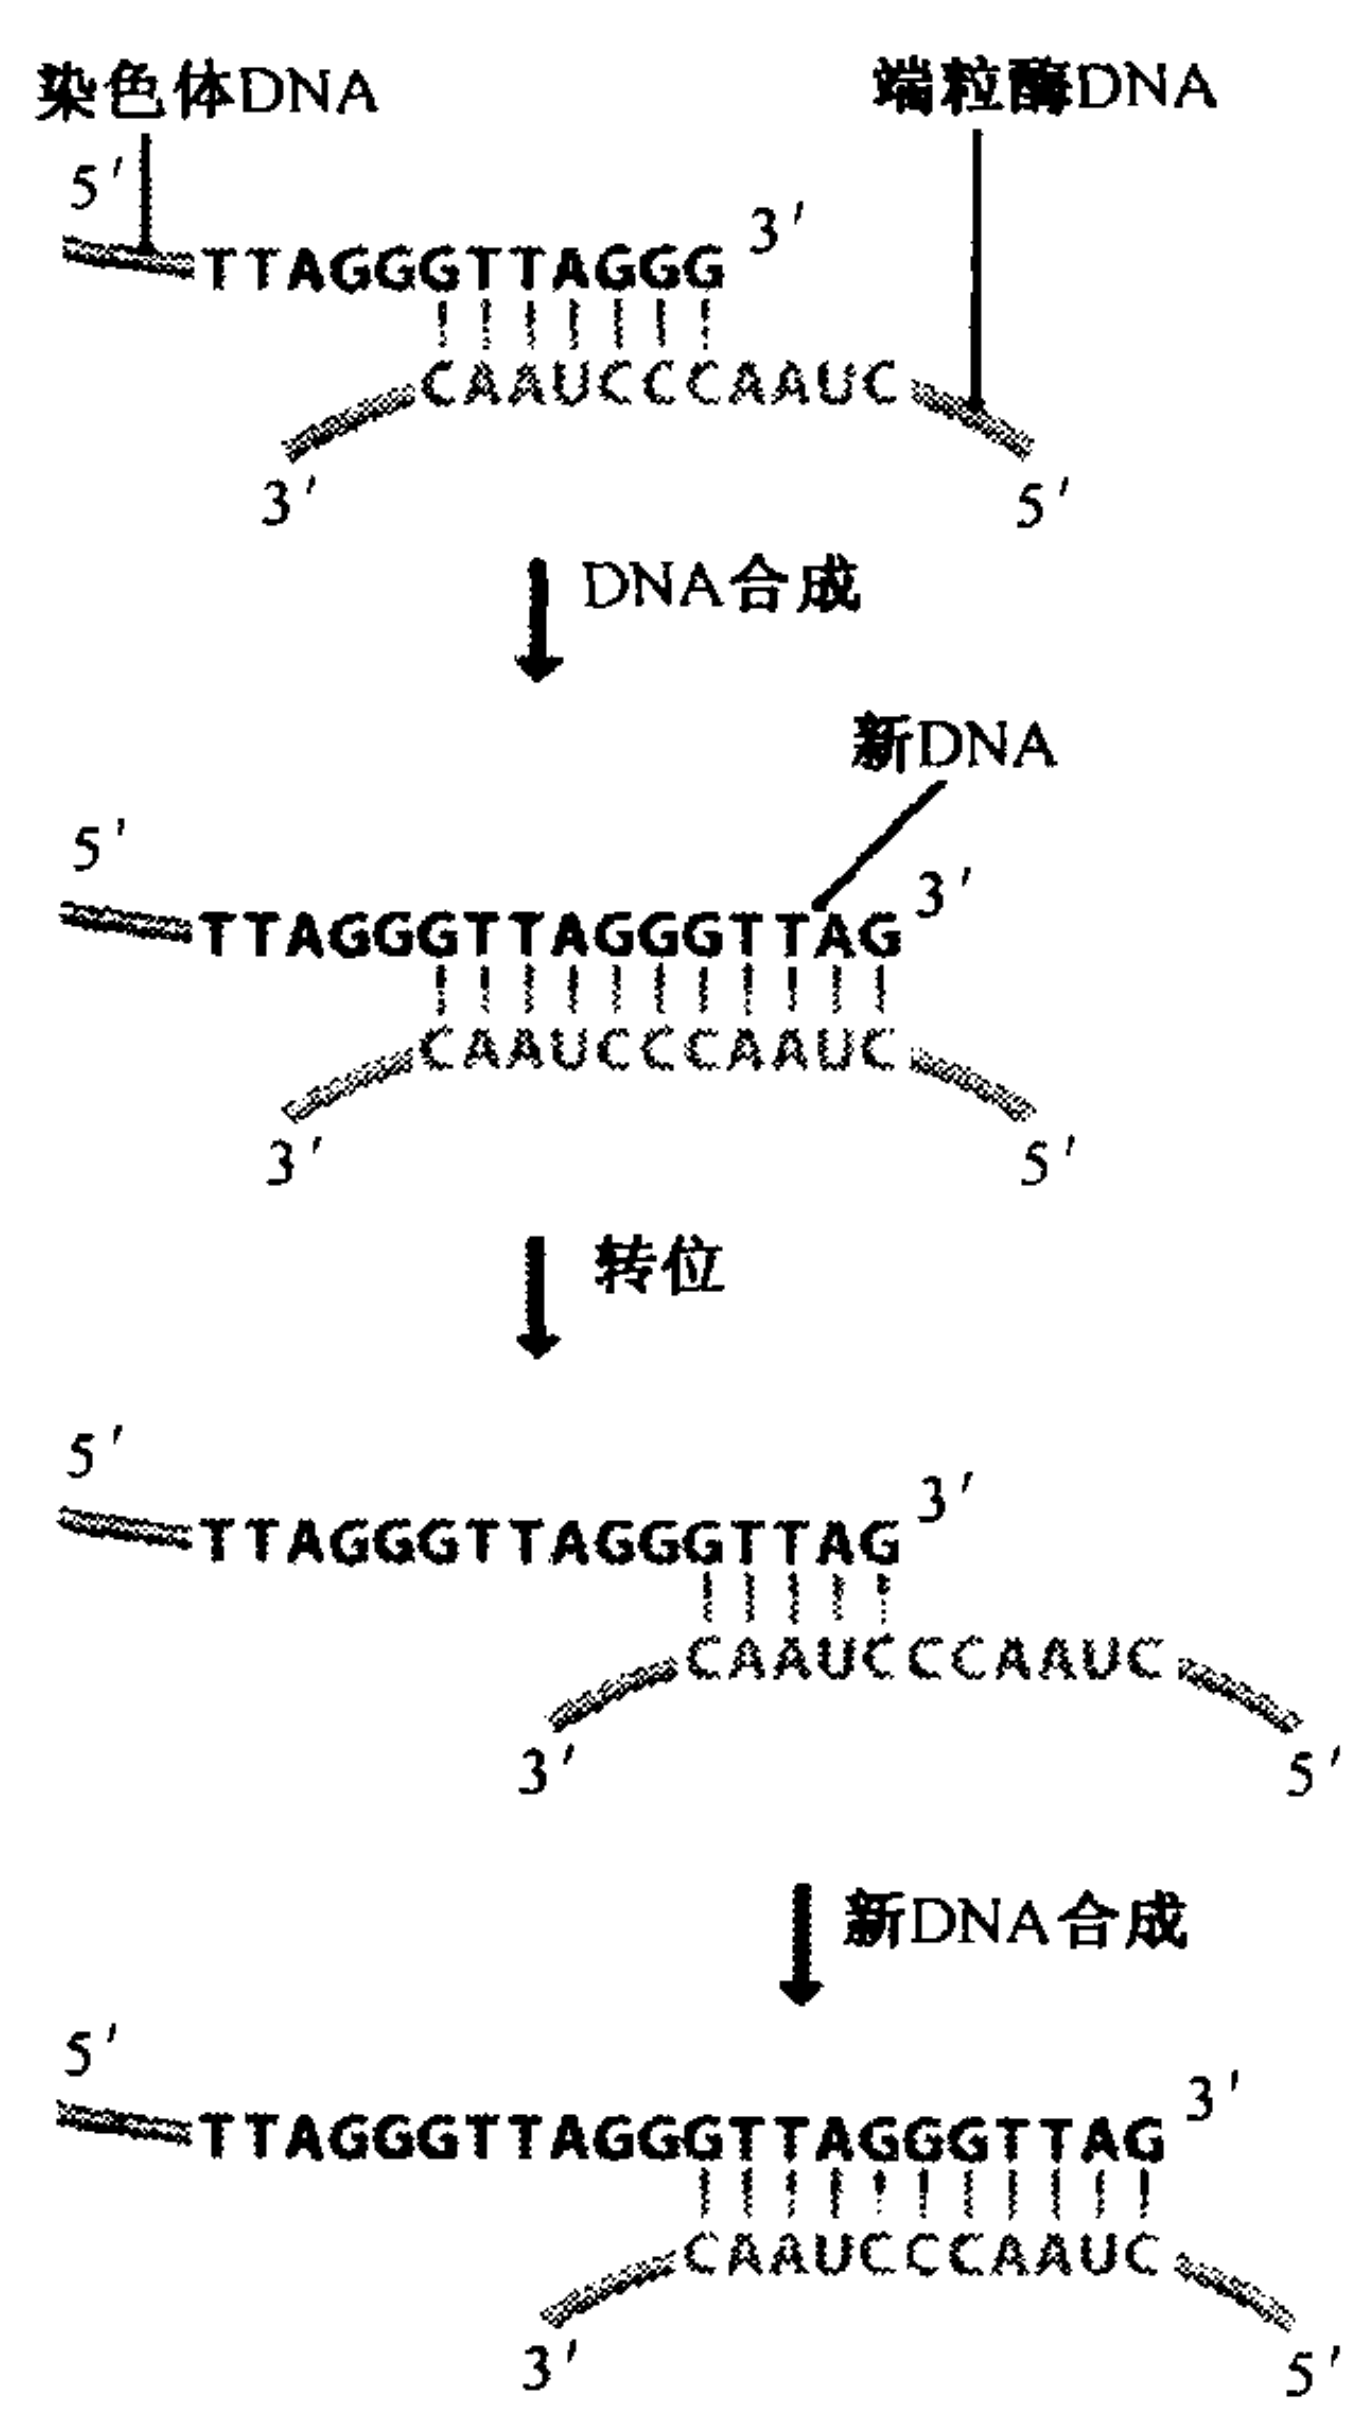 染色体DNA 端粒酶DNA
5′
3′
TTAGGGTTAGGG
CAAUCCCAAUC
3′ 5′
DNA合成
新DNA
5′ 3′
TTAGGGTTAGGGTTAG
CAAUCCCAAUC
3′ 5′
转位
5′ 3′
TTAGGGTTAGGGTTAG
CAAUCCCAAUC
3′ 5′
新DNA合成
5′ 3′
TTAGGGTTAGGGTTAGGGTTAG
CAAUCCCAAUC
3′ 5′